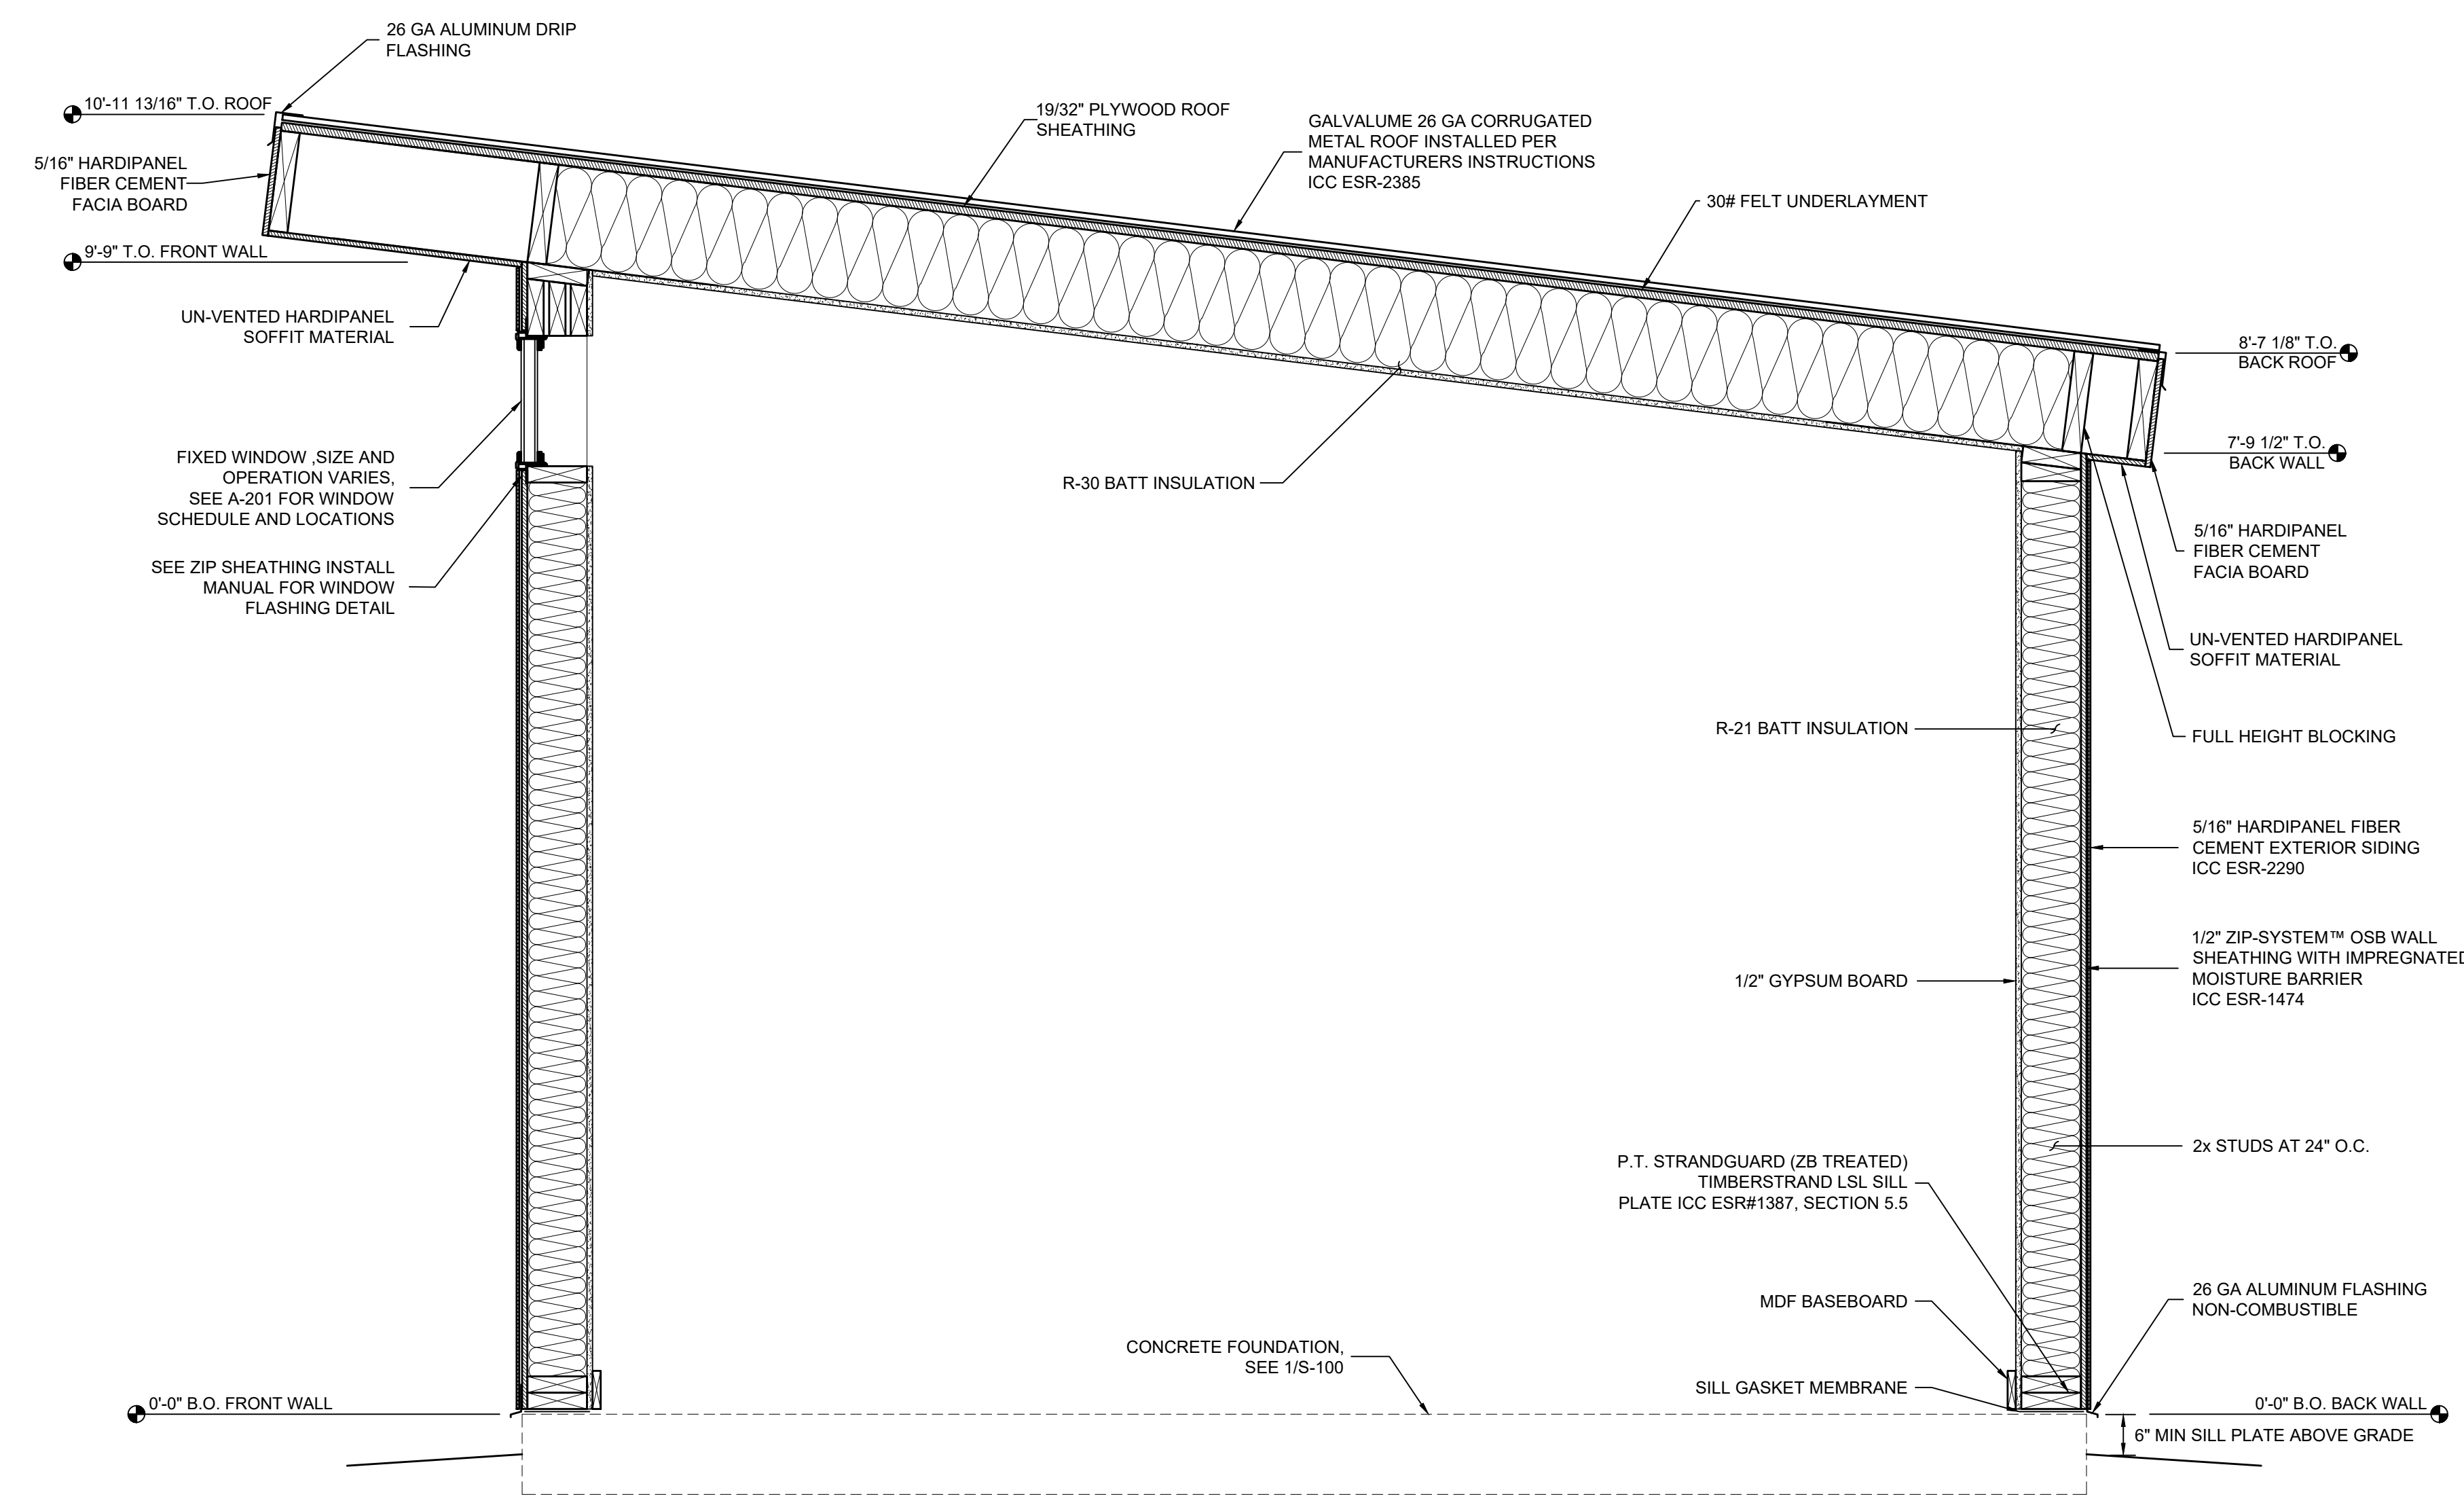 26 GA ALUMINUM DRIP
FLASHING
10'-11 13/16" T.O. ROOF
19/32" PLYWOOD ROOF
SHEATHING
GALVALUME 26 GA CORRUGATED
METAL ROOF INSTALLED PER
MANUFACTURERS INSTRUCTIONS
ICC ESR-2385
5/16" HARDIPANEL
FIBER CEMENT
FACIA BOARD
30# FELT UNDERLAYMENT
9'-9" T.O. FRONT WALL
UN-VENTED HARDIPANEL
SOFFIT MATERIAL
8'-7 1/8" T.O.
BACK ROOF
7'-9 1/2" T.O.
BACK WALL
FIXED WINDOW ,SIZE AND
OPERATION VARIES,
SEE A-201 FOR WINDOW
SCHEDULE AND LOCATIONS
R-30 BATT INSULATION
5/16" HARDIPANEL
FIBER CEMENT
FACIA BOARD
SEE ZIP SHEATHING INSTALL
MANUAL FOR WINDOW
FLASHING DETAIL
UN-VENTED HARDIPANEL
SOFFIT MATERIAL
R-21 BATT INSULATION
FULL HEIGHT BLOCKING
5/16" HARDIPANEL FIBER
CEMENT EXTERIOR SIDING
ICC ESR-2290
1/2" ZIP-SYSTEM™ OSB WALL
SHEATHING WITH IMPREGNATED
MOISTURE BARRIER
ICC ESR-1474
1/2" GYPSUM BOARD
2x STUDS AT 24" O.C.
P.T. STRANDGUARD (ZB TREATED)
TIMBERSTRAND LSL SILL
PLATE ICC ESR#1387, SECTION 5.5
MDF BASEBOARD
26 GA ALUMINUM FLASHING
NON-COMBUSTIBLE
CONCRETE FOUNDATION,
SEE 1/S-100
SILL GASKET MEMBRANE
0'-0" B.O. FRONT WALL
0'-0" B.O. BACK WALL
6" MIN SILL PLATE ABOVE GRADE